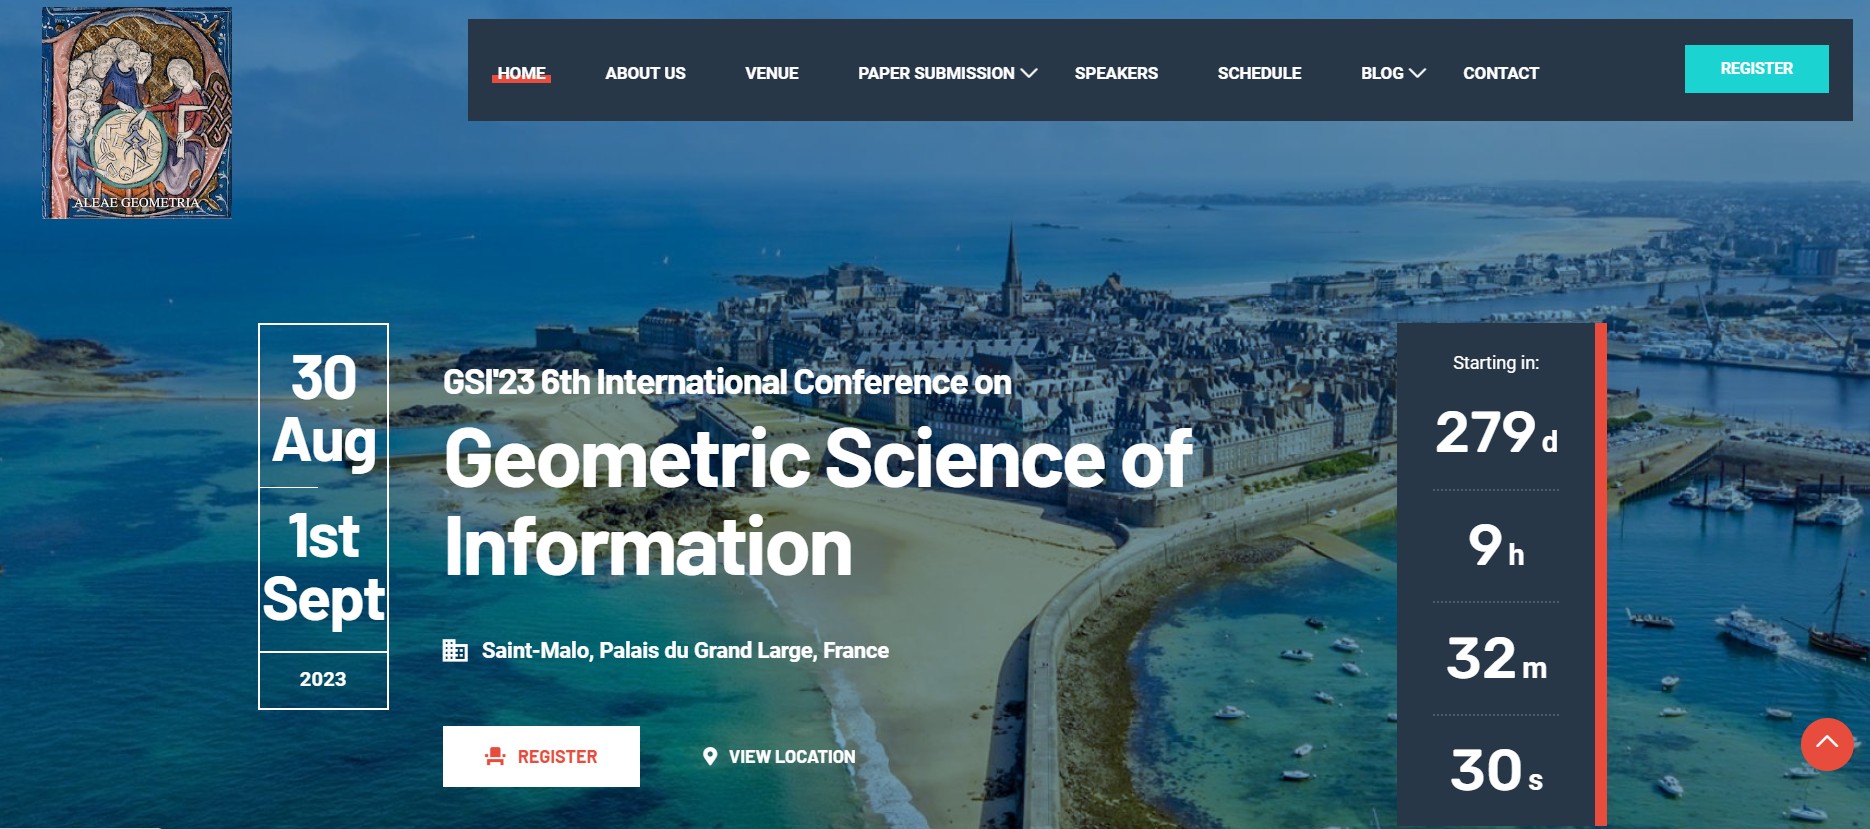 ALEAE GEOMETRIA
HOME ABOUT US VENUE PAPER SUBMISSION SPEAKERS SCHEDULE BLOG CONTACT REGISTER
30
Aug
1st
Sept
2023
GSI'23 6th International Conference on
Geometric Science of
Information
Saint-Malo, Palais du Grand Large, France
REGISTER VIEW LOCATION
Starting in:
279 d
9 h
32 m
30 s